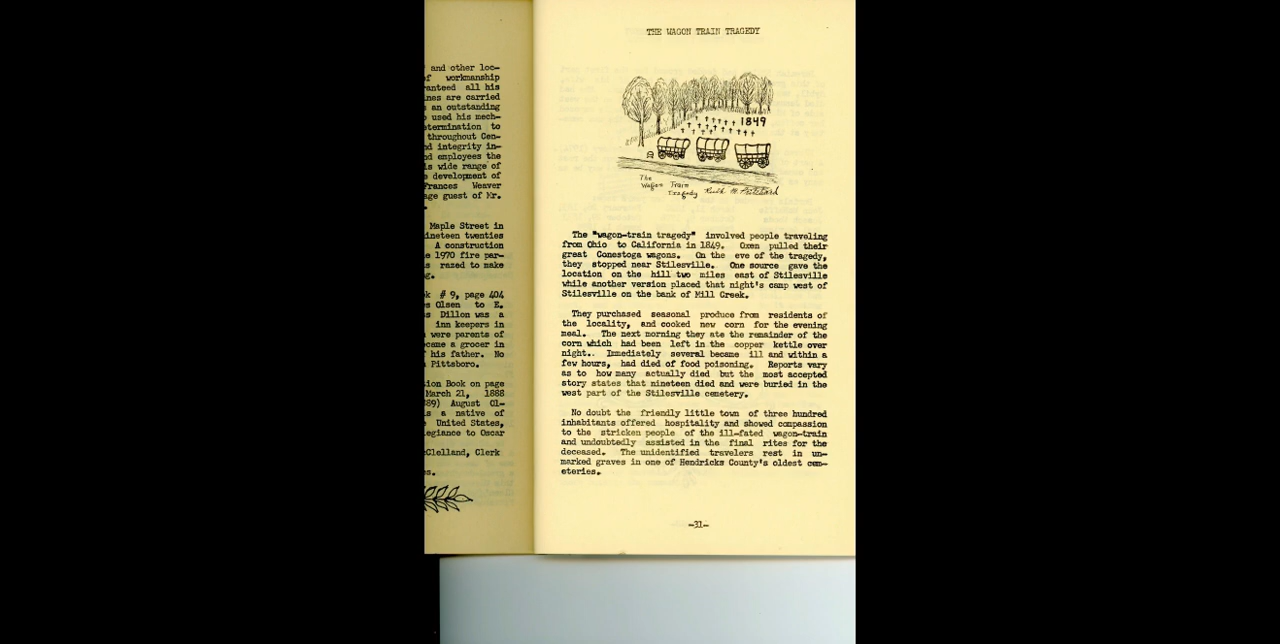 and other loc-
workmanship
all his
are carried
an outstanding
used his mech-
to
throughout Cen-
integrity in-
employees the
wide range of
development of
Frances Weaver
guest of Mr.
Maple Street in
twenties
A construction
1970 fire par-
razed to make
# 9, page 404
Olsen to E.
Dillon was a
inn keepers in
were parents of
a grocer in
his father. No
Pittsboro.
Book on page
March 21, 1888
August Ol-
is a native of
United States,
to Oscar
Clerk
THE WAGON TRAIN TRAGEDY
1849
The
Wagon Train
Tragedy Ruth M Pritchard
The "wagon-train tragedy" involved people traveling
from Ohio to California in 1849. Oxen pulled their
great Conestoga wagons. On the eve of the tragedy,
they stopped near Stilesville. One source gave the
location on the hill two miles east of Stilesville
while another version placed that night's camp west of
Stilesville on the bank of Mill Creek.
They purchased seasonal produce from residents of
the locality, and cooked new corn for the evening
meal. The next morning they ate the remainder of the
corn which had been left in the copper kettle over
night.. Immediately several became ill and within a
few hours, had died of food poisoning. Reports vary
as to how many actually died but the most accepted
story states that nineteen died and were buried in the
west part of the Stilesville cemetery.
No doubt the friendly little town of three hundred
inhabitants offered hospitality and showed compassion
to the stricken people of the ill-fated wagon-train
and undoubtedly assisted in the final rites for the
deceased. The unidentified travelers rest in un-
marked graves in one of Hendricks County's oldest cem-
eteries.
-31-